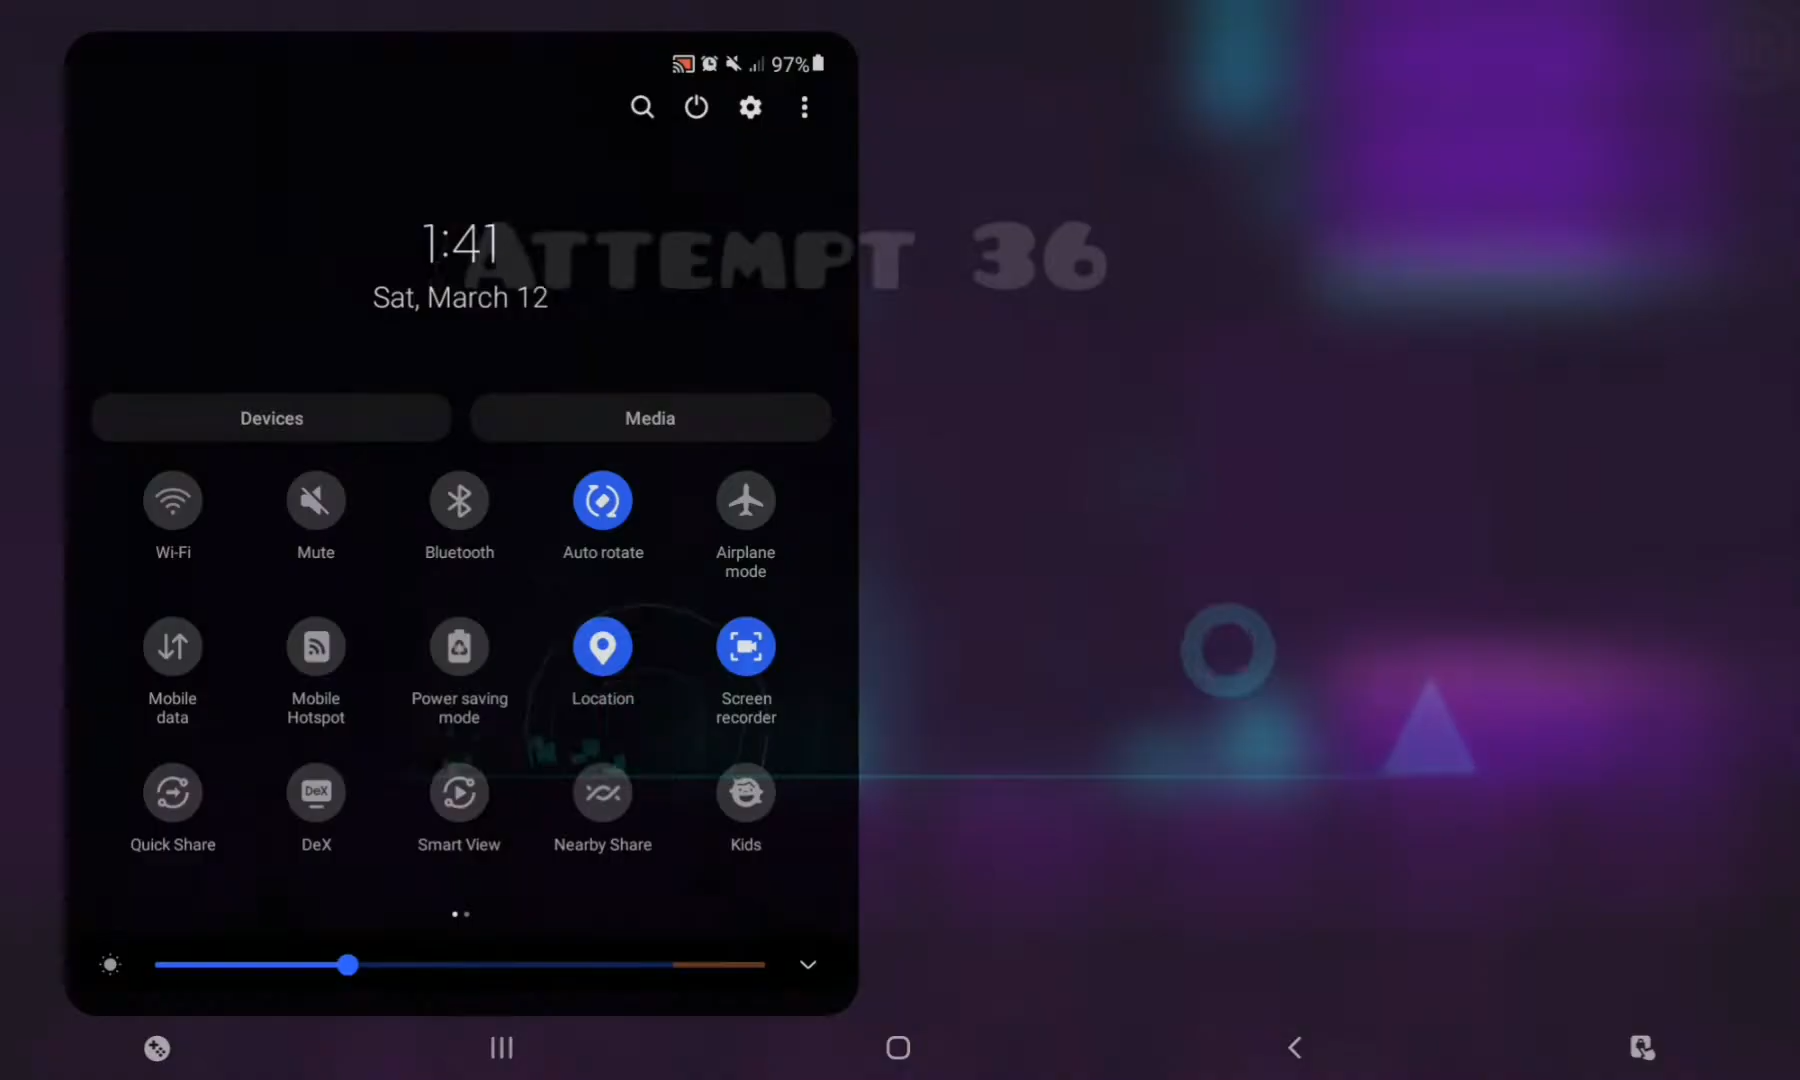 97%
1:41
ATTEMPT 36
Sat, March 12
Devices
Media
Wi-Fi
Mute
Bluetooth
Auto rotate
Airplane
mode
Mobile
data
Mobile
Hotspot
Power saving
mode
Location
Screen
recorder
DeX
Quick Share
DeX
Smart View
Nearby Share
Kids